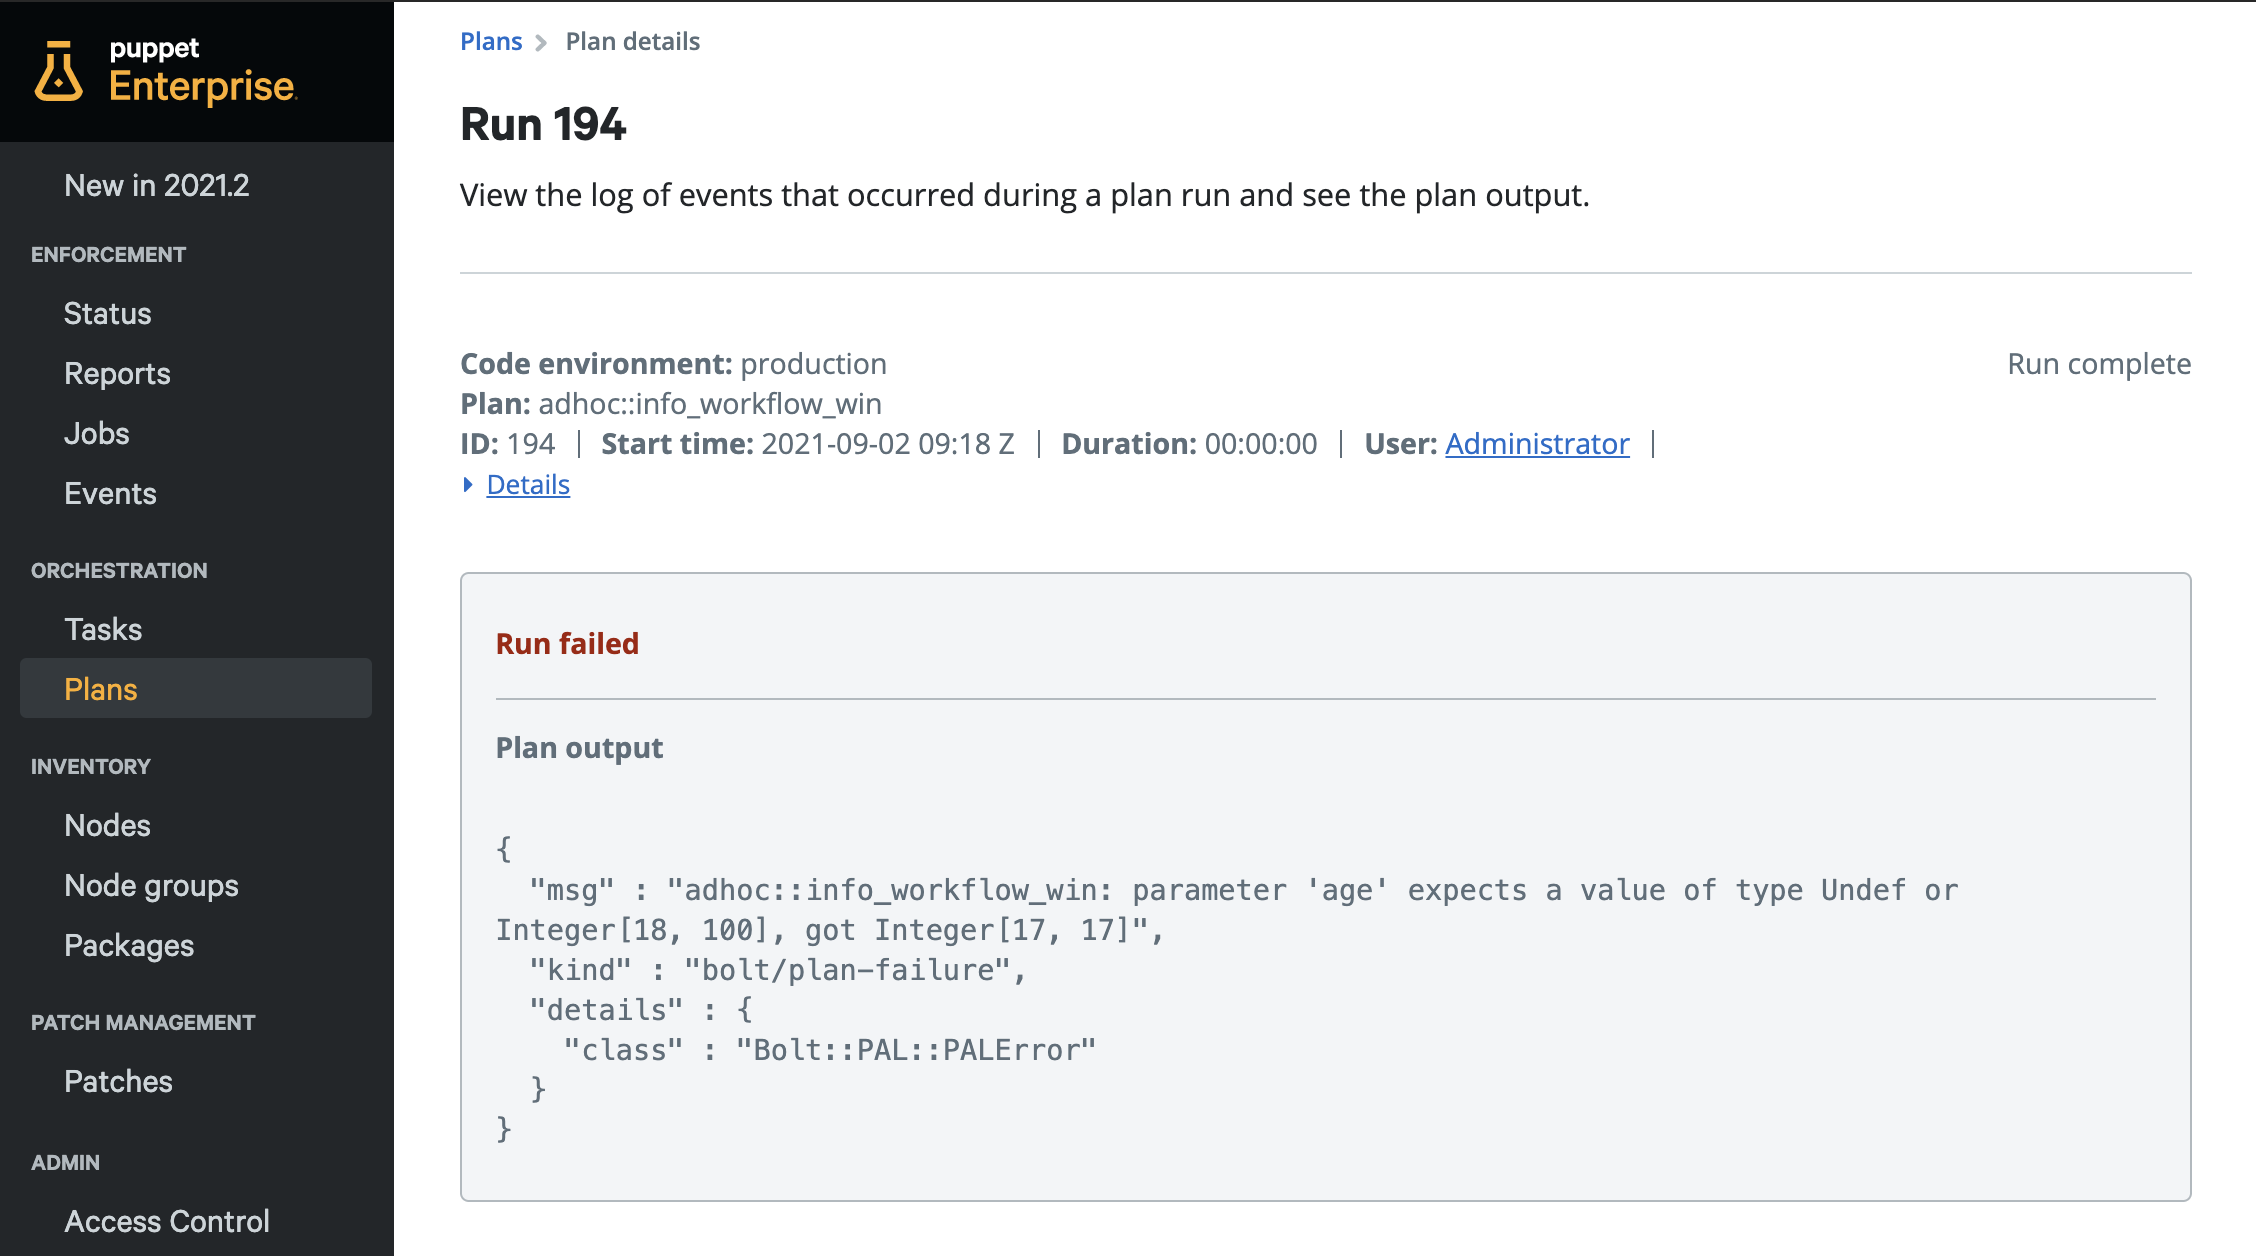 puppet
Enterprise.
New in 2021.2
ENFORCEMENT
Status
Reports
Jobs
Events
ORCHESTRATION
Tasks
Plans
INVENTORY
Nodes
Node groups
Packages
PATCH MANAGEMENT
Patches
ADMIN
Access Control
Plans > Plan details
Run 194
View the log of events that occurred during a plan run and see the plan output.
Code environment: production
Run complete
Plan: adhoc::info_workflow_win
ID: 194 | Start time: 2021-09-02 09:18 Z | Duration: 00:00:00 | User: Administrator |
Details
Run failed
Plan output
{
  "msg" : "adhoc::info_workflow_win: parameter 'age' expects a value of type Undef or
Integer[18, 100], got Integer[17, 17]",
  "kind" : "bolt/plan-failure",
  "details" : {
    "class" : "Bolt::PAL::PALError"
  }
}